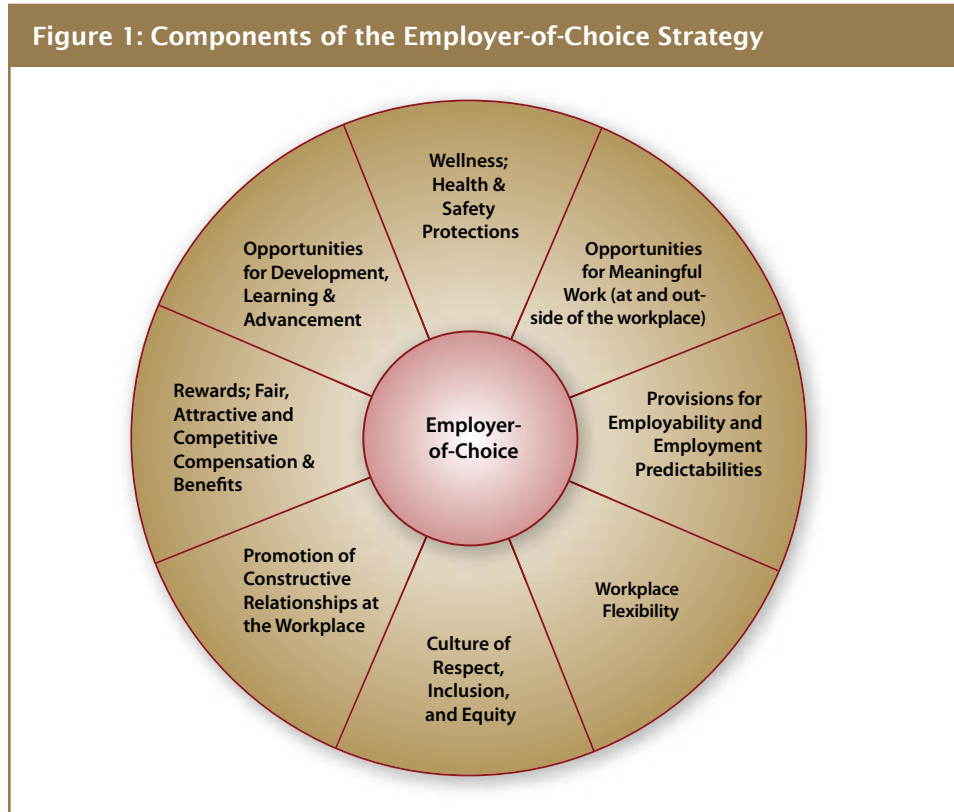 Figure 1: Components of the Employer-of-Choice Strategy
Wellness;
Health &
Safety
Protections
Opportunities
for Meaningful
Work (at and out-
side of the workplace)
Provisions for
Employability and
Employment
Predictabilities
Workplace
Flexibility
Culture of
Respect,
Inclusion,
and Equity
Promotion of
Constructive
Relationships at
the Workplace
Rewards; Fair,
Attractive and
Competitive
Compensation &
Benefits
Opportunities
for Development,
Learning &
Advancement
Employer-
of-Choice